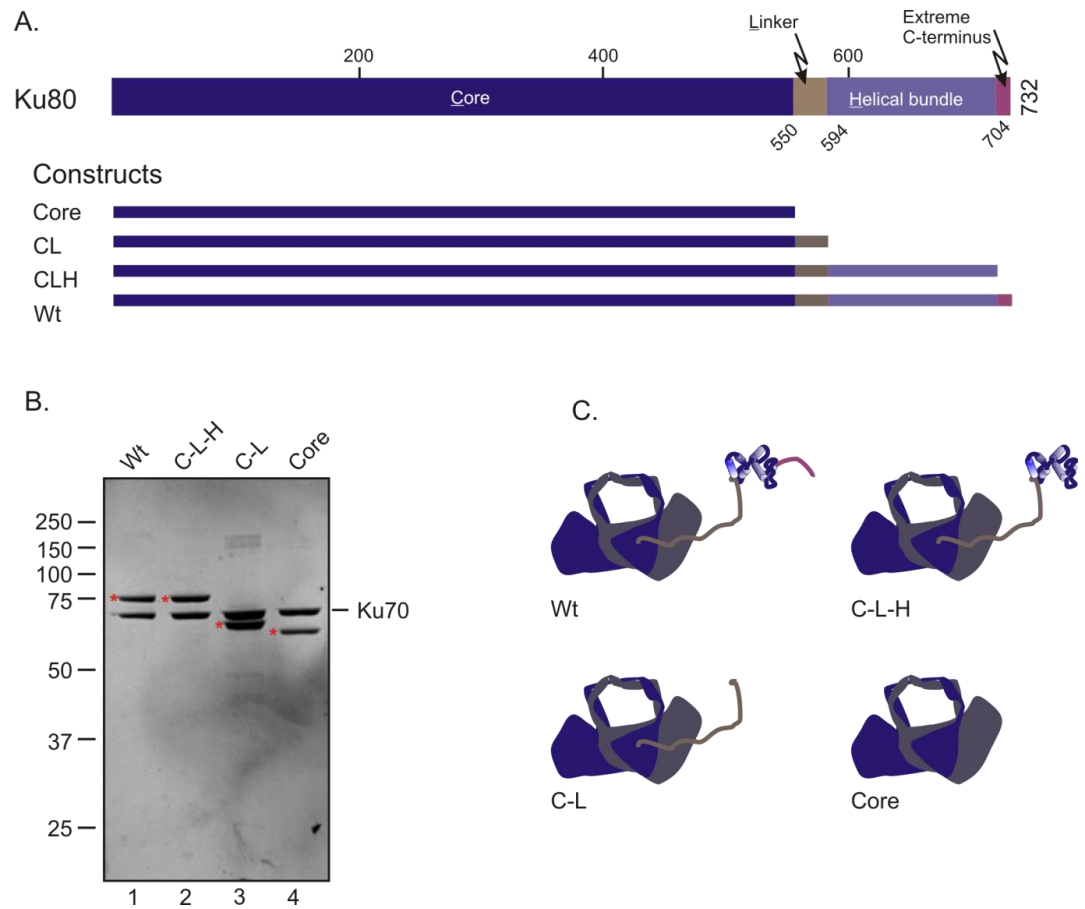 A.
Linker
Extreme
C-terminus
200
400
600
Ku80
Core
Helical bundle
732
550
594
704
Constructs
Core
CL
CLH
Wt
B.
Wt
C-L-H
C-L
Core
250
150
100
75
50
37
25
* * * *
Ku70
1 2 3 4
C.
Wt
C-L-H
C-L
Core